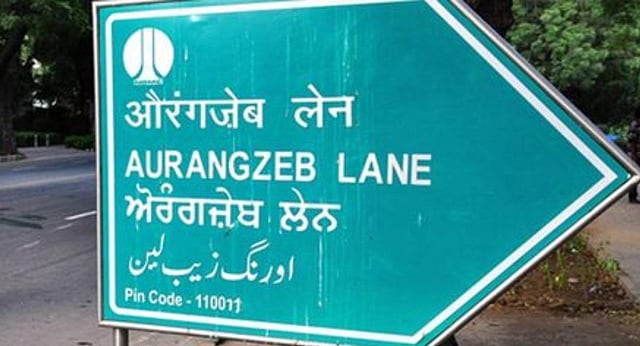 औरंगज़ेब लेन
AURANGZEB LANE
ਔਰੰਗਜ਼ੇਬ ਲੇਨ
اورنگ زیب لین
Pin Code - 110011